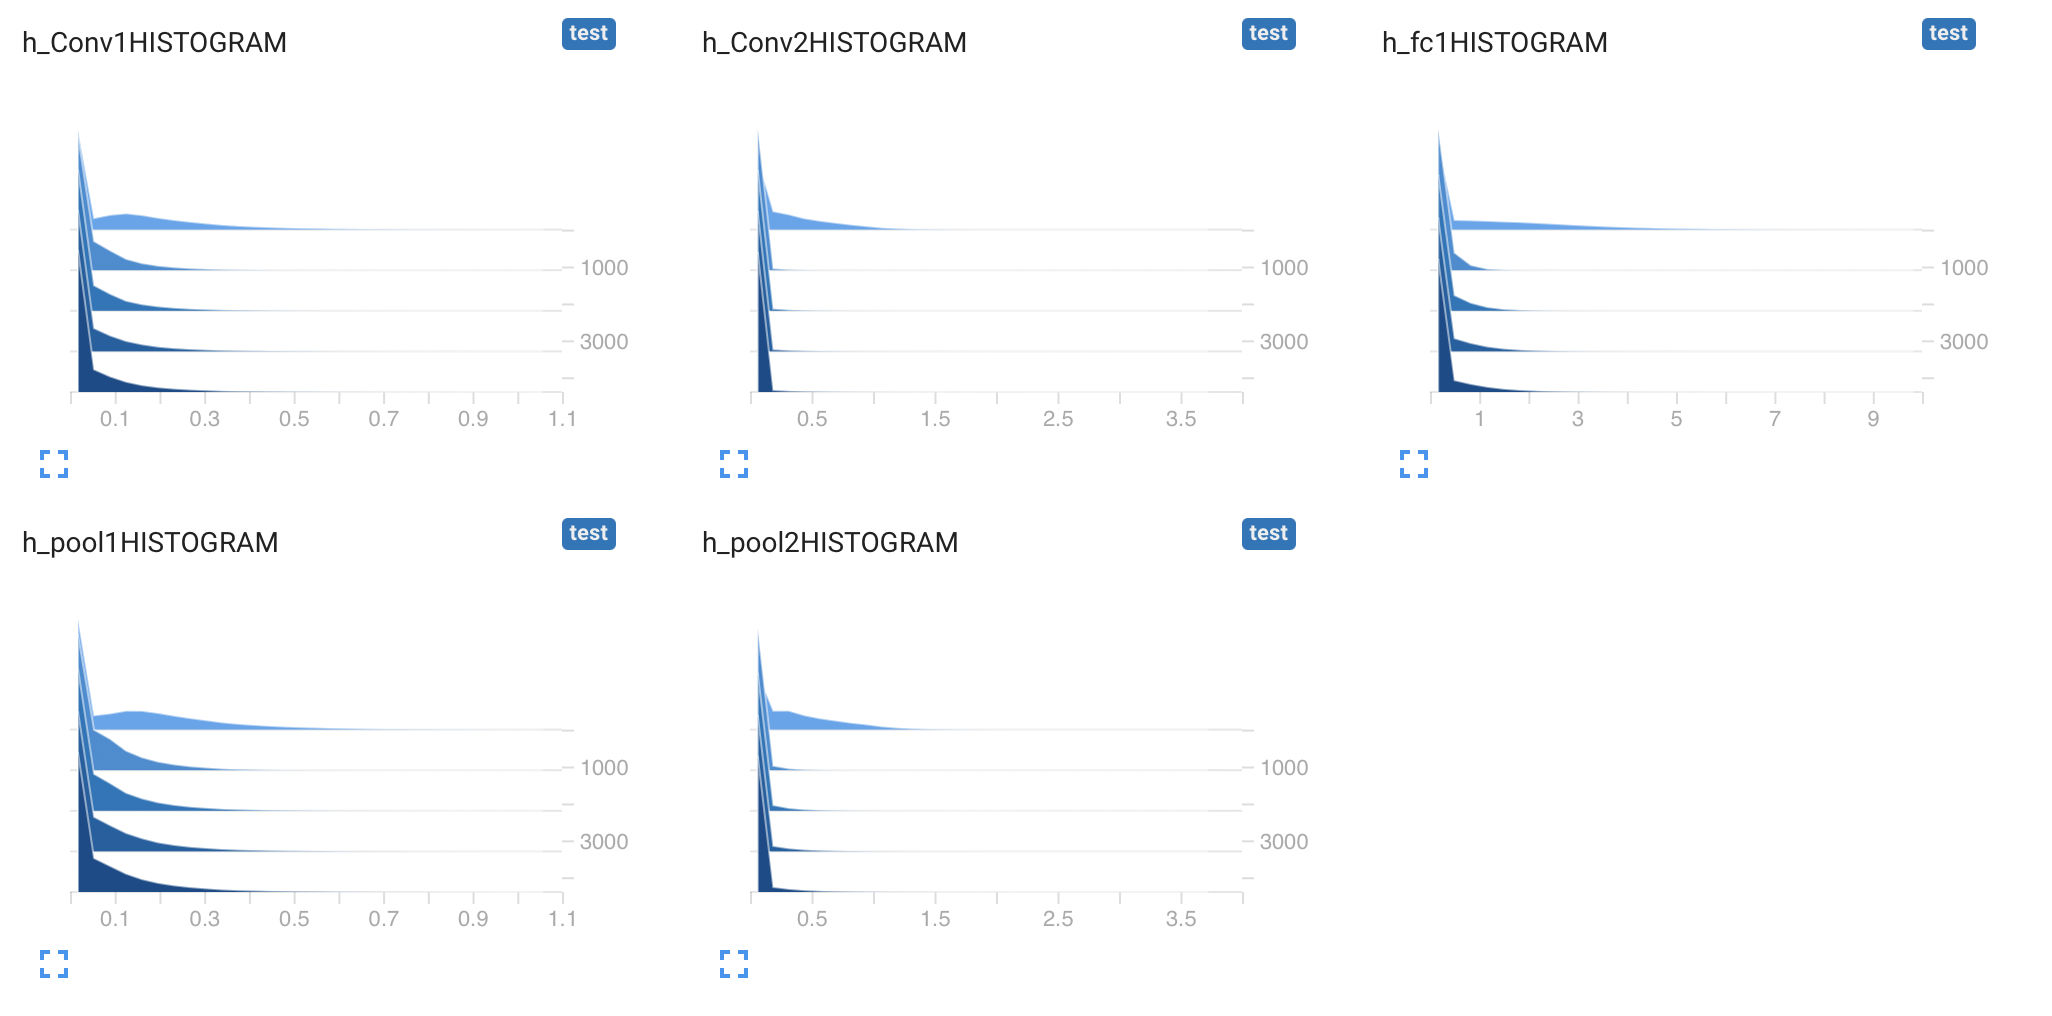 h_Conv1HISTOGRAM
test
1000
3000
0.1 0.3 0.5 0.7 0.9 1.1
h_Conv2HISTOGRAM
test
1000
3000
0.5 1.5 2.5 3.5
h_fc1HISTOGRAM
test
1000
3000
1 3 5 7 9
h_pool1HISTOGRAM
test
1000
3000
0.1 0.3 0.5 0.7 0.9 1.1
h_pool2HISTOGRAM
test
1000
3000
0.5 1.5 2.5 3.5